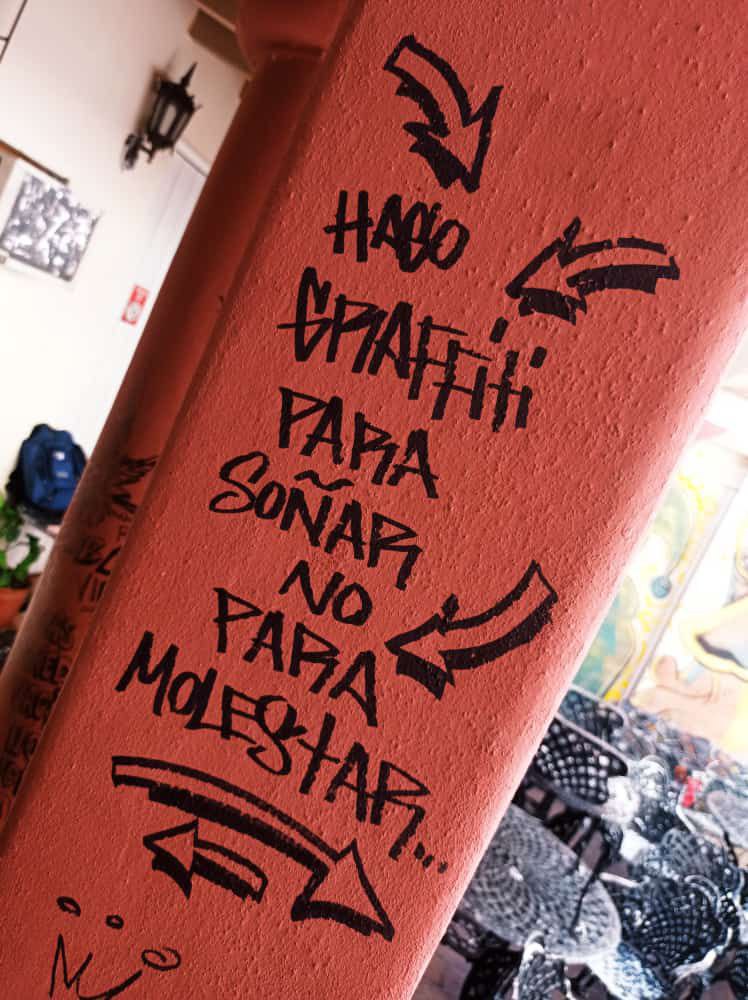 HAGO
GRAFFiti
PARA
SOÑAR
NO
PARA
MOLEStAR...